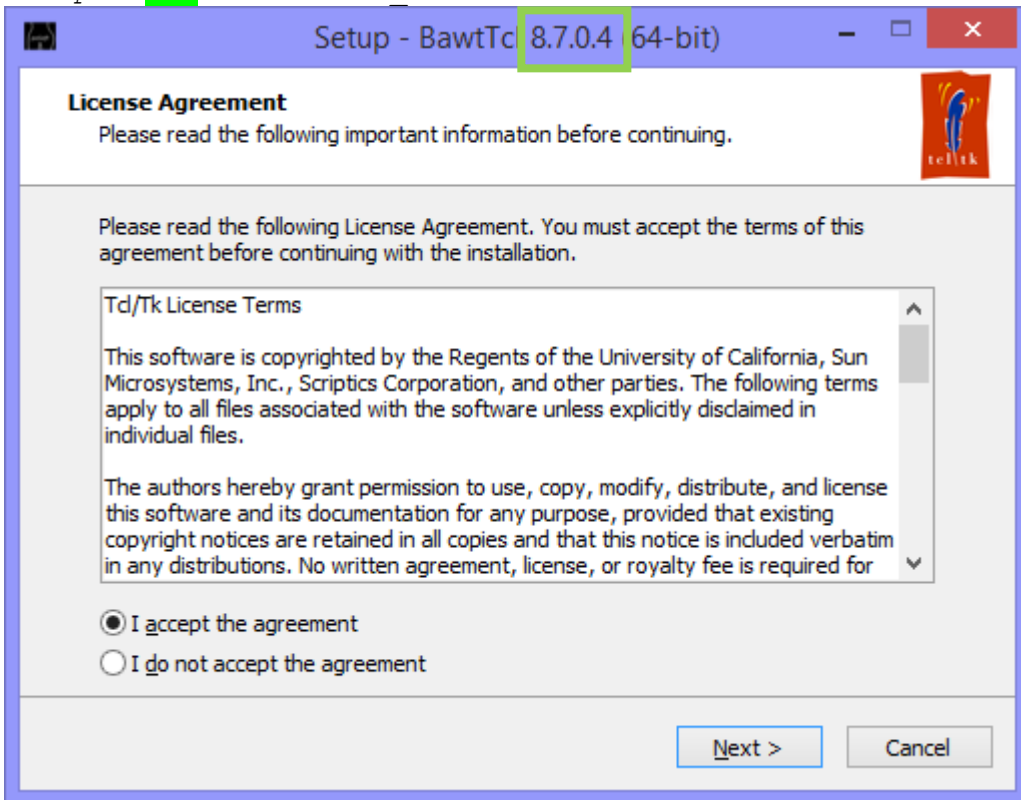 Setup - BawtTcl 8.7.0.4 (64-bit)
License Agreement
Please read the following important information before continuing.
tcl\tk
Please read the following License Agreement. You must accept the terms of this
agreement before continuing with the installation.
Tcl/Tk License Terms
This software is copyrighted by the Regents of the University of California, Sun
Microsystems, Inc., Scriptics Corporation, and other parties. The following terms
apply to all files associated with the software unless explicitly disclaimed in
individual files.
The authors hereby grant permission to use, copy, modify, distribute, and license
this software and its documentation for any purpose, provided that existing
copyright notices are retained in all copies and that this notice is included verbatim
in any distributions. No written agreement, license, or royalty fee is required for
I accept the agreement
I do not accept the agreement
Next >
Cancel